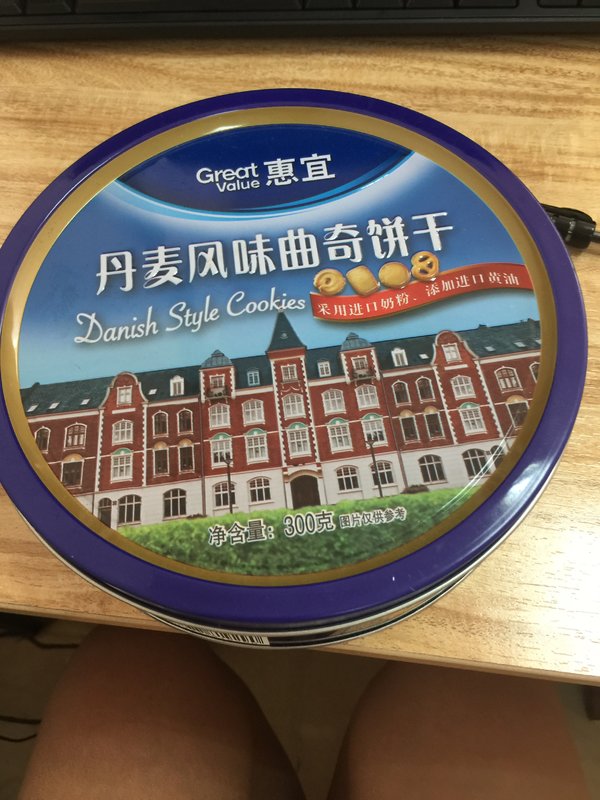 Great Value 惠宜
丹麦风味曲奇饼干
Danish Style Cookies
采用进口奶粉、添加进口黄油
净含量：300克 图片仅供参考